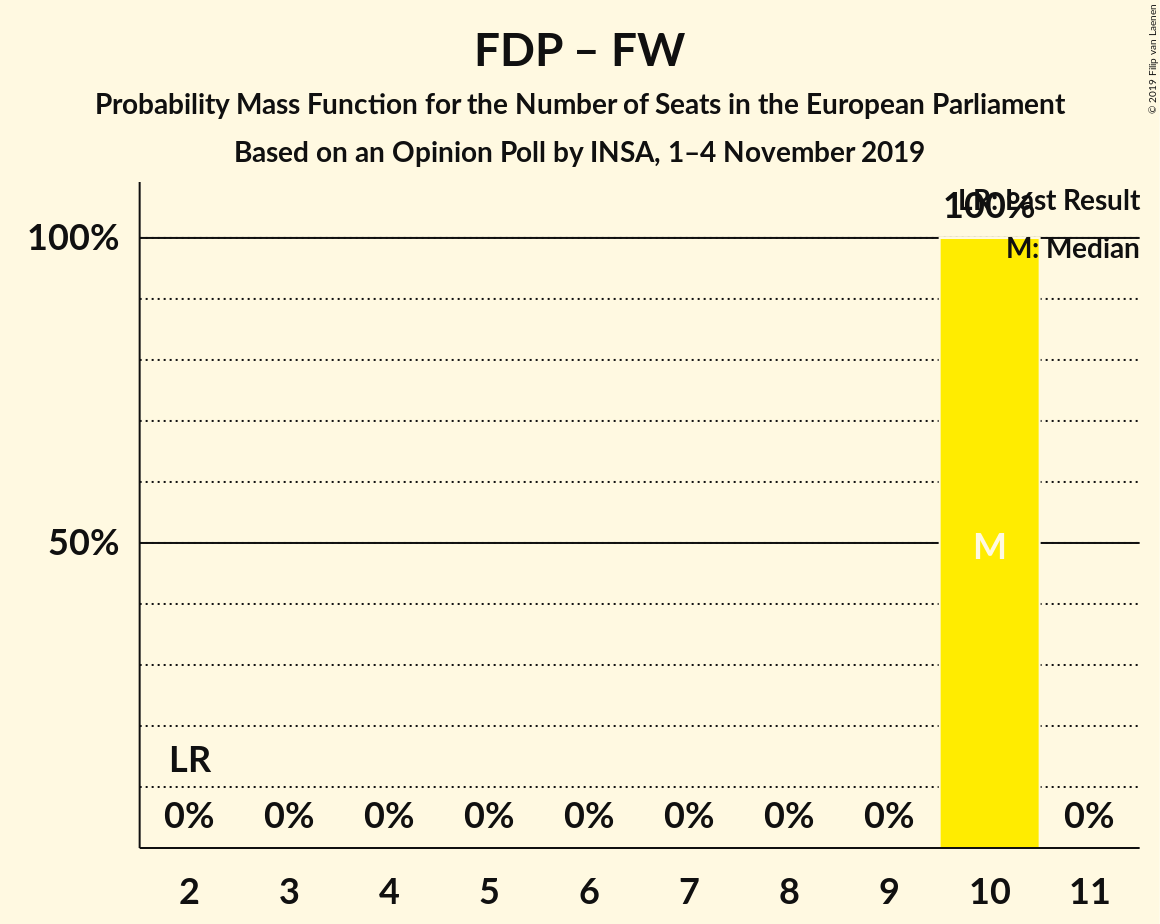 FDP – FW
Probability Mass Function for the Number of Seats in the European Parliament
Based on an Opinion Poll by INSA, 1–4 November 2019
© 2019 Filip van Laenen
LR: Last Result
M: Median
100%
100%
50%
M
LR
0% 0% 0% 0% 0% 0% 0% 0% 0%
2 3 4 5 6 7 8 9 10 11